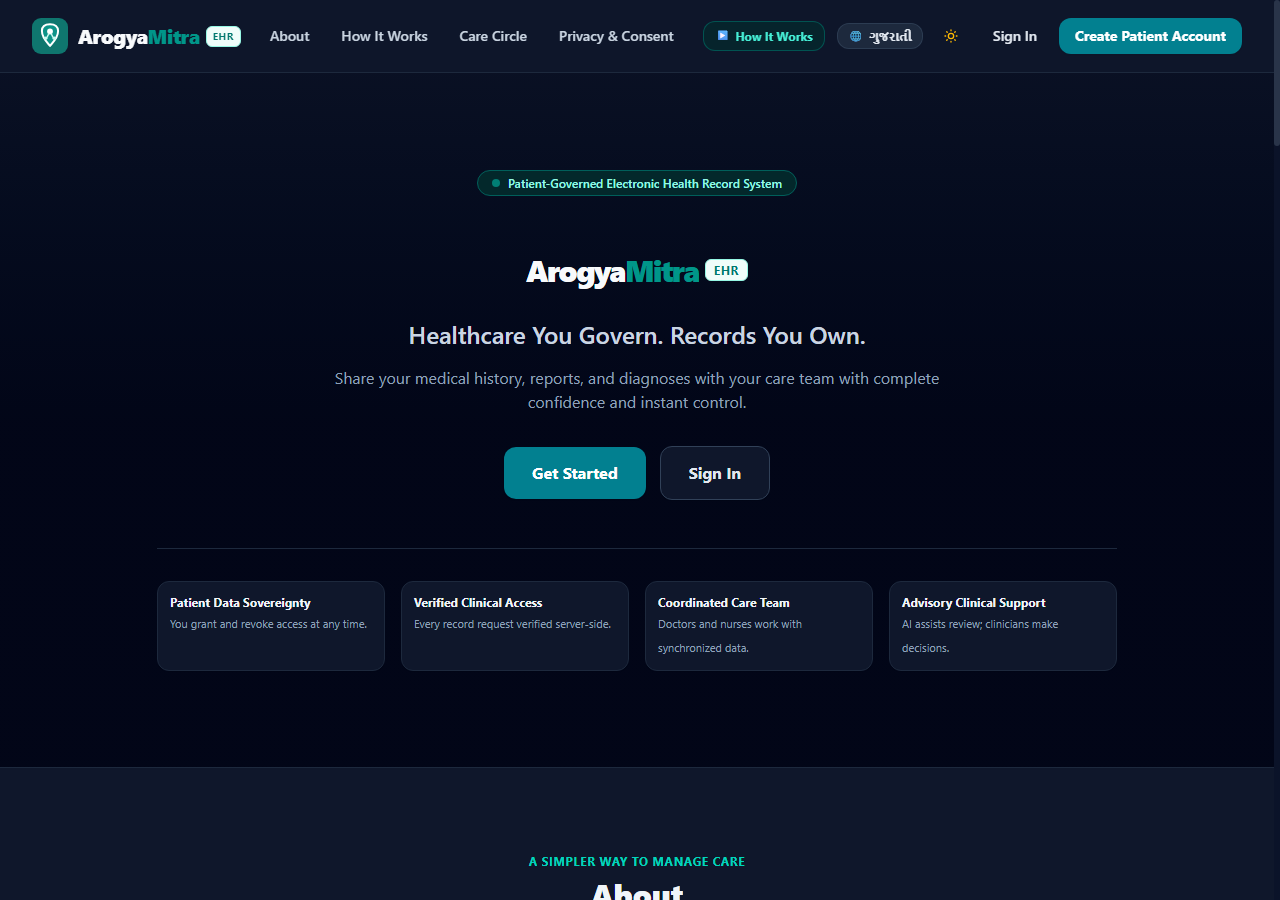 ArogyaMitra EHR About How It Works Care Circle Privacy & Consent How It Works ગુજરાતી Sign In Create Patient Account
Patient-Governed Electronic Health Record System
ArogyaMitra EHR
Healthcare You Govern. Records You Own.
Share your medical history, reports, and diagnoses with your care team with complete
confidence and instant control.
Get Started Sign In
Patient Data Sovereignty
You grant and revoke access at any time.
Verified Clinical Access
Every record request verified server-side.
Coordinated Care Team
Doctors and nurses work with
synchronized data.
Advisory Clinical Support
AI assists review; clinicians make
decisions.
A SIMPLER WAY TO MANAGE CARE
About